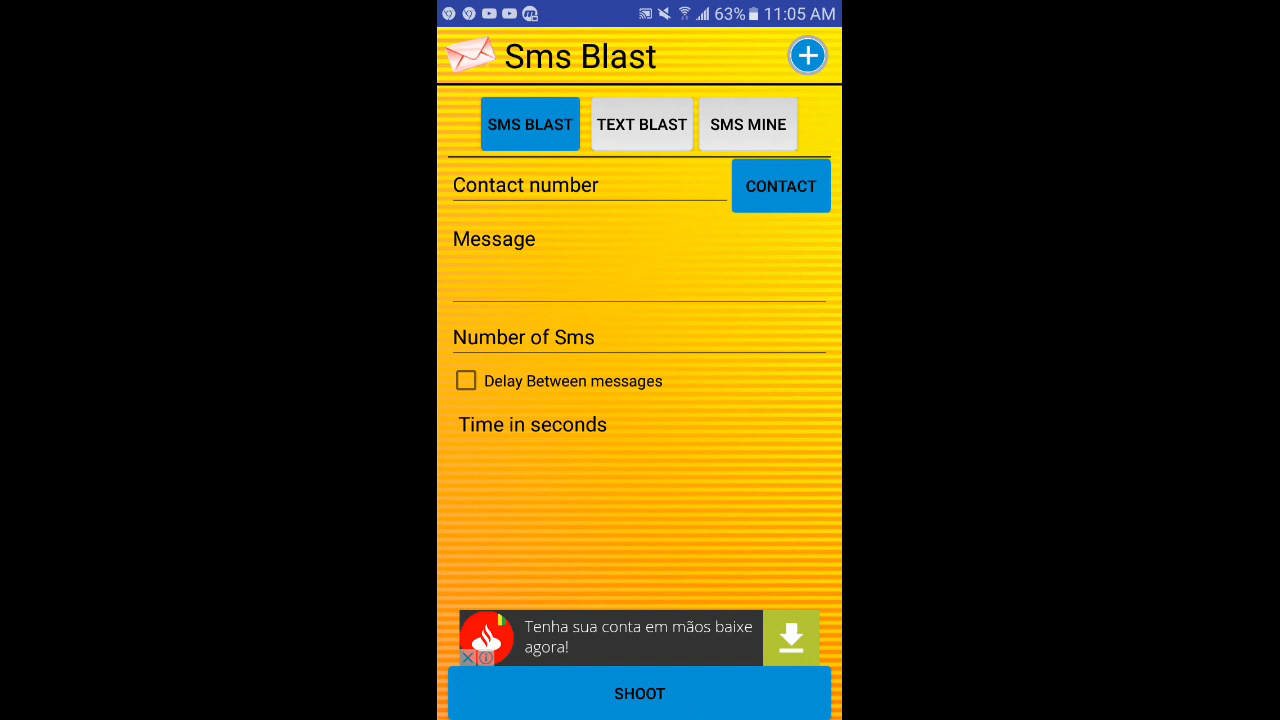 63% 11:05 AM
Sms Blast
SMS BLAST TEXT BLAST SMS MINE
Contact number CONTACT
Message
Number of Sms
Delay Between messages
Time in seconds
Tenha sua conta em mãos baixe
agora!
SHOOT